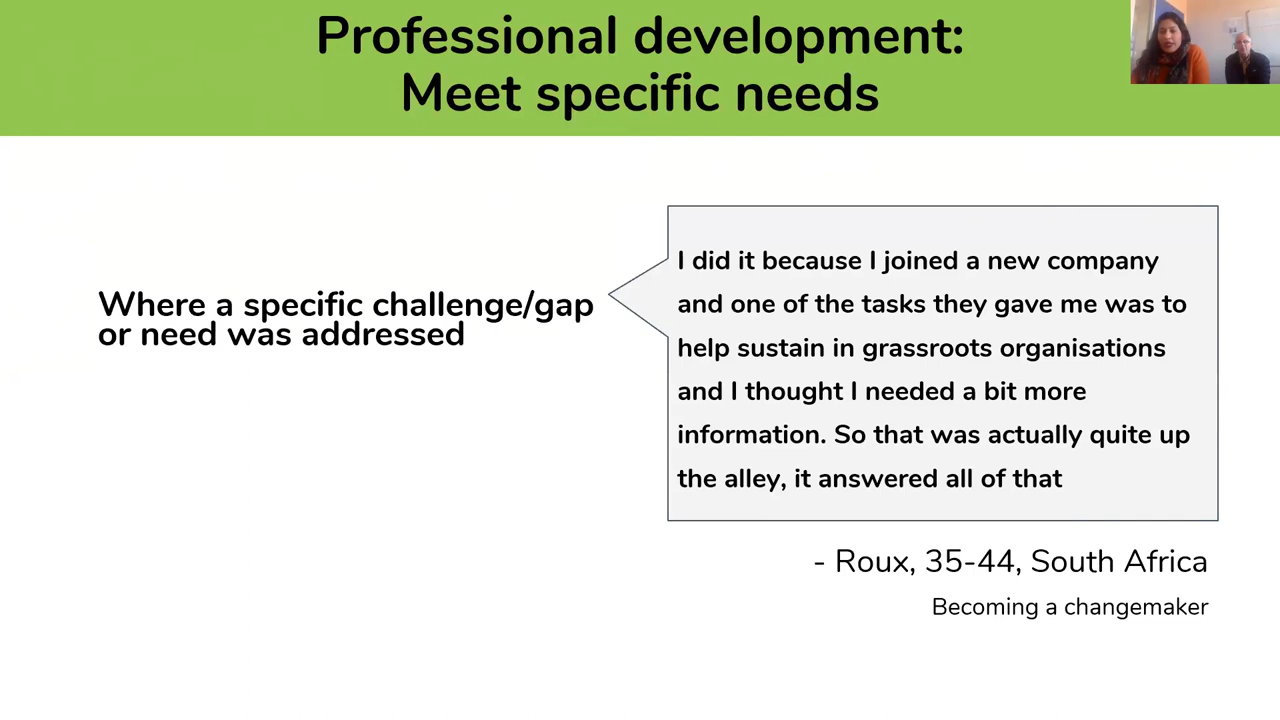 Professional development:
Meet specific needs
Where a specific challenge/gap
or need was addressed
I did it because I joined a new company
and one of the tasks they gave me was to
help sustain in grassroots organisations
and I thought I needed a bit more
information. So that was actually quite up
the alley, it answered all of that
- Roux, 35-44, South Africa
Becoming a changemaker